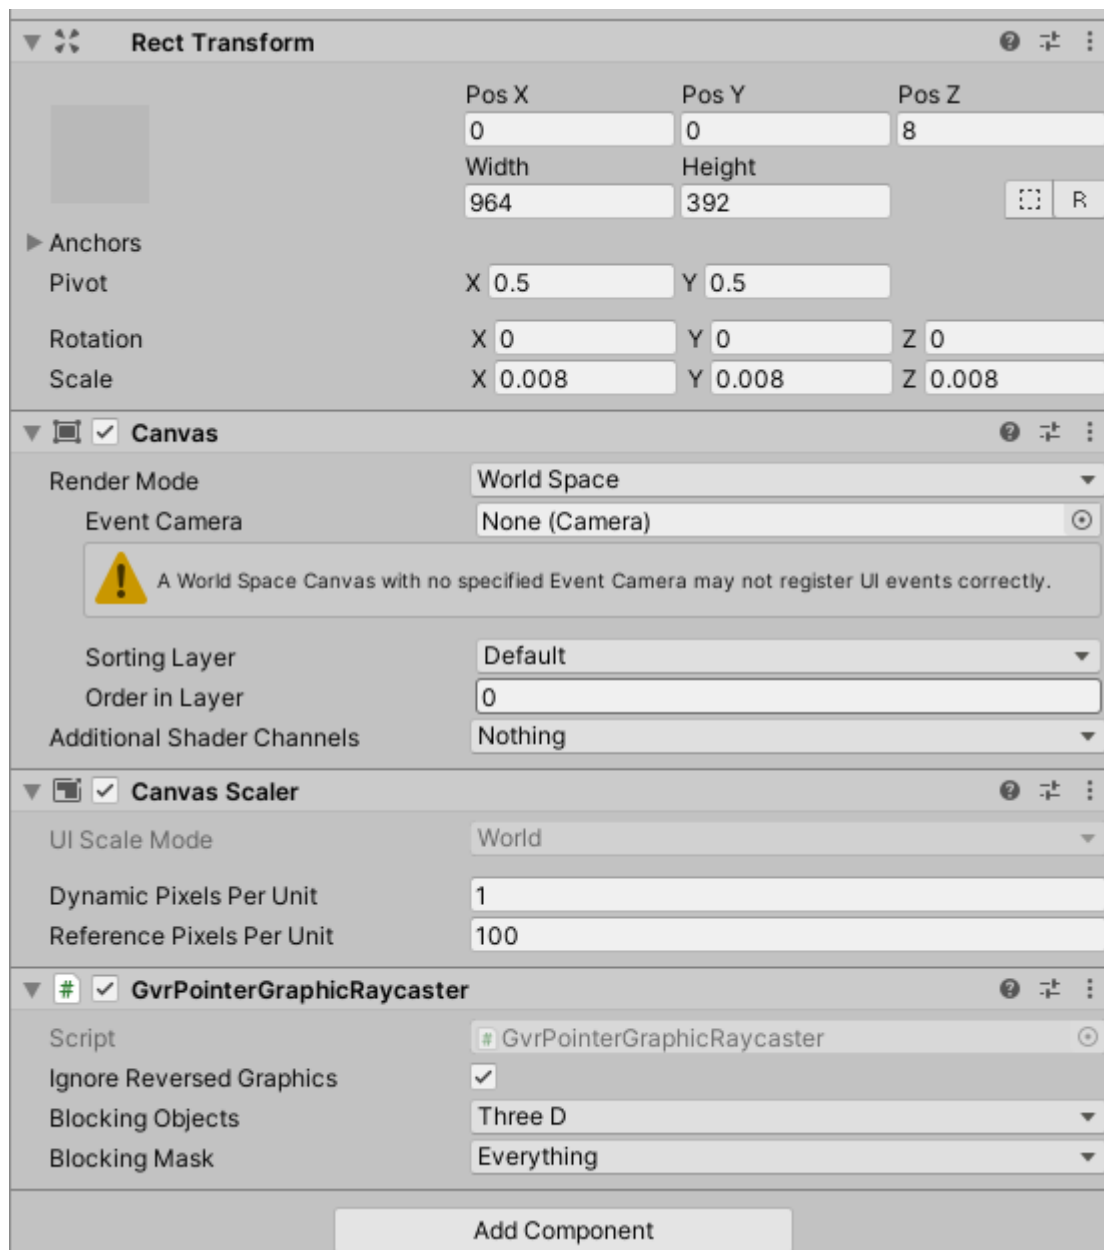 Rect Transform
Pos X Pos Y Pos Z
0 0 8
Width Height
964 392
R
Anchors
Pivot X 0.5 Y 0.5
Rotation X 0 Y 0 Z 0
Scale X 0.008 Y 0.008 Z 0.008
Canvas
Render Mode World Space
Event Camera None (Camera)
A World Space Canvas with no specified Event Camera may not register UI events correctly.
Sorting Layer Default
Order in Layer 0
Additional Shader Channels Nothing
Canvas Scaler
UI Scale Mode World
Dynamic Pixels Per Unit 1
Reference Pixels Per Unit 100
# GvrPointerGraphicRaycaster
Script # GvrPointerGraphicRaycaster
Ignore Reversed Graphics
Blocking Objects Three D
Blocking Mask Everything
Add Component